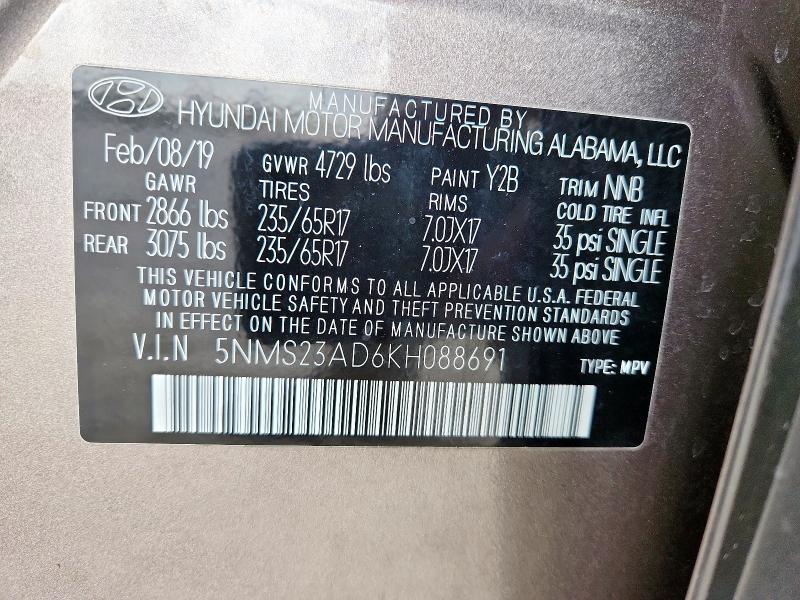 MANUFACTURED BY
HYUNDAI MOTOR MANUFACTURING ALABAMA, LLC
Feb/08/19 GVWR 4729 lbs PAINT Y2B TRIM NNB
GAWR TIRES RIMS COLD TIRE INFL
FRONT 2866 lbs 235/65R17 7.0JX17 35 psi SINGLE
REAR 3075 lbs 235/65R17 7.0JX17 35 psi SINGLE
THIS VEHICLE CONFORMS TO ALL APPLICABLE U.S.A. FEDERAL
MOTOR VEHICLE SAFETY AND THEFT PREVENTION STANDARDS
IN EFFECT ON THE DATE OF MANUFACTURE SHOWN ABOVE
V.I.N 5NMS23AD6KH088691 TYPE: MPV